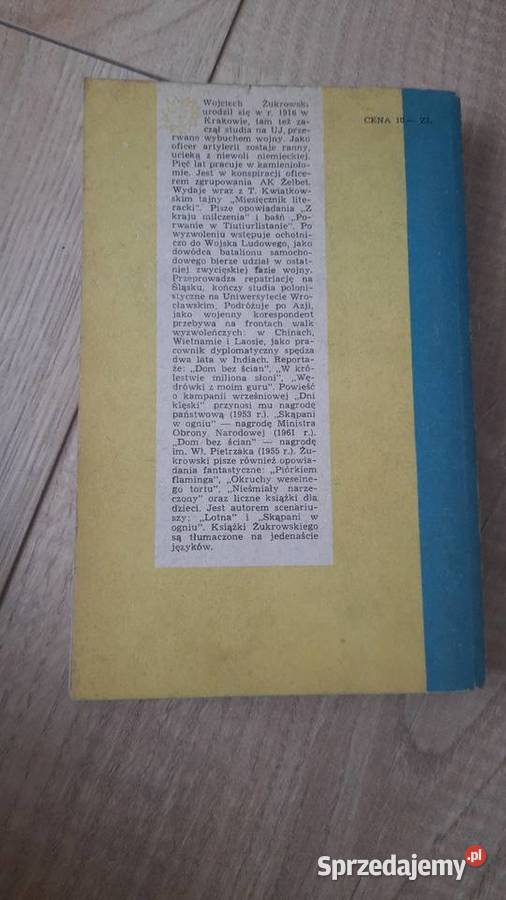 Wojciech Żukrowski
urodził się w r. 1916 w
Krakowie, tam też za-
czął studia na UJ, prze-
rwane wybuchem wojny. Jako
oficer artylerii zostaje ranny,
ucieka z niewoli niemieckiej.
Pięć lat pracuje w kamienioło-
mie. Jest w konspiracji ofice-
rem zgrupowania AK Żelbet.
Wydaje wraz z T. Kwiatkow-
skim tajny „Miesięcznik lite-
racki". Pisze opowiadania „Z
kraju milczenia" i baśń „Po-
rwanie w Tiutiurlistanie". Po
wyzwoleniu wstępuje ochotni-
czo do Wojska Ludowego, jako
dowódca batalionu samocho-
dowego bierze udział w ostat-
niej zwycięskiej fazie wojny.
Przeprowadza repatriację na
Śląsku, kończy studia poloni-
styczne na Uniwersytecie Wro-
cławskim. Podróżuje po Azji,
jako wojenny korespondent
przebywa na frontach walk
wyzwoleńczych: w Chinach,
Wietnamie i Laosie, jako pra-
cownik dyplomatyczny spędza
dwa lata w Indiach. Reporta-
że: „Dom bez ścian", „W kró-
lestwie miliona słoni", „Wę-
drówki z moim guru". Powieść
o kampanii wrześniowej „Dni
klęski" przynosi mu nagrodę
państwową (1953 r.), „Skąpani
w ogniu" — nagrodę Ministra
Obrony Narodowej (1961 r.)
„Dom bez ścian" — nagrodę
im. Wł. Pietrzaka (1955 r.). Żu-
krowski pisze również opowia-
dania fantastyczne: „Piórkiem
flaminga", „Okruchy weselne-
go tortu", „Nieśmiały narze-
czony" oraz liczne książki dla
dzieci. Jest autorem scenariu-
szy: „Lotna" i „Skąpani w
ogniu". Książki Żukrowskiego
są tłumaczone na jedenaście
języków.
CENA 10.— ZŁ
Sprzedajemy.pl